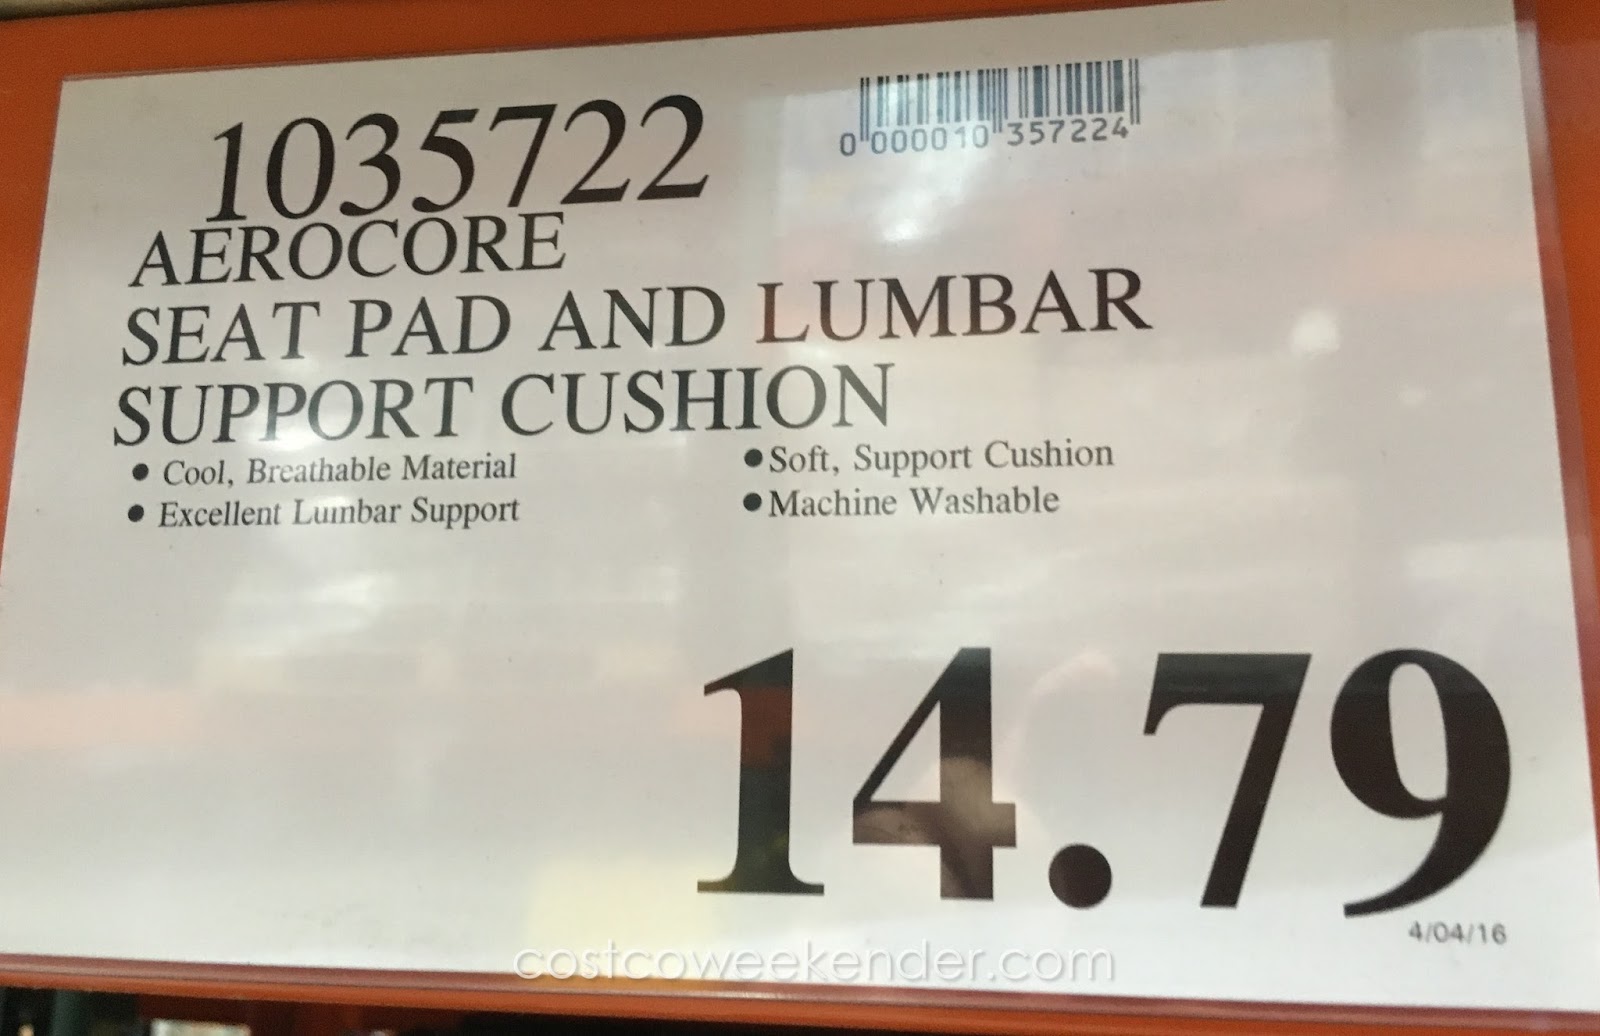 1035722
0 000010 357224
AEROCORE
SEAT PAD AND LUMBAR
SUPPORT CUSHION
● Cool, Breathable Material
● Excellent Lumbar Support
● Soft, Support Cushion
● Machine Washable
14.79
4/04/16
costcoweekender.com